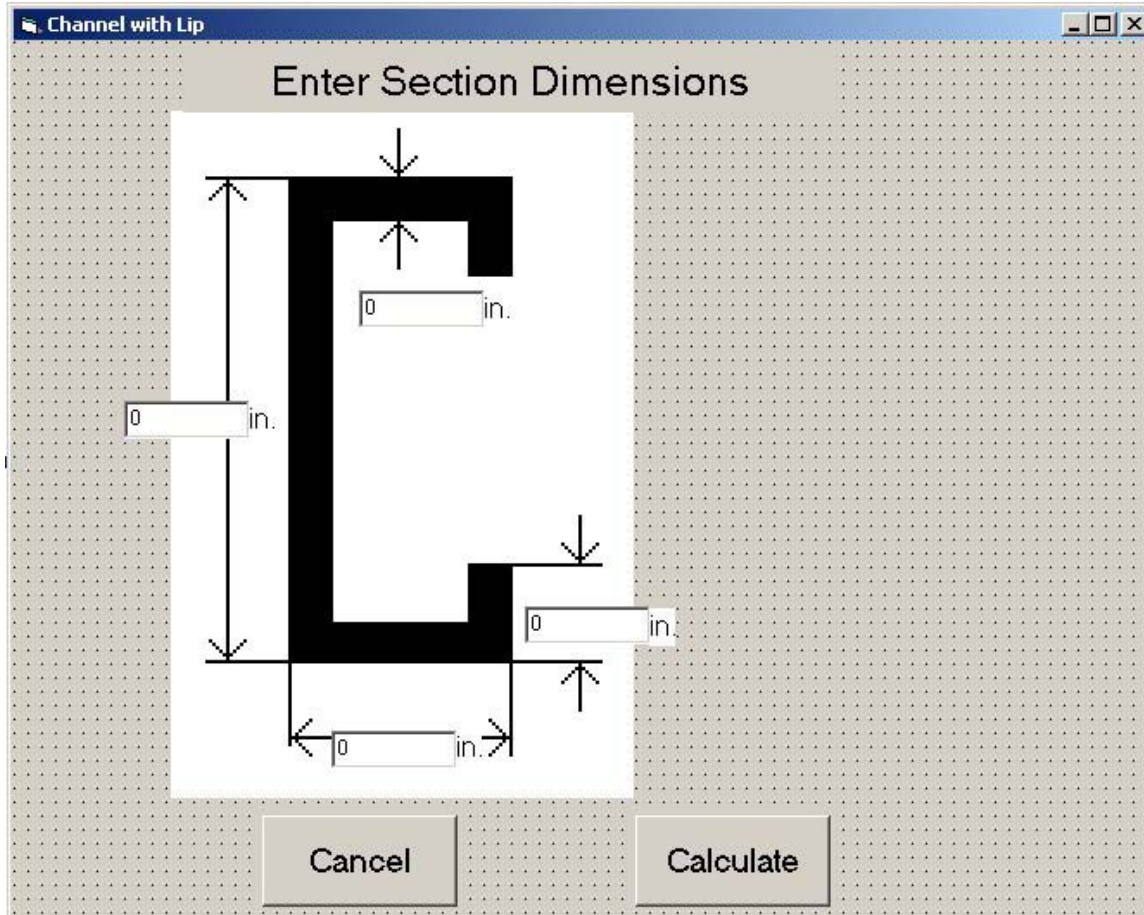 Channel with Lip
Enter Section Dimensions
0 in.
0 in.
0 in.
0 in.
Cancel
Calculate